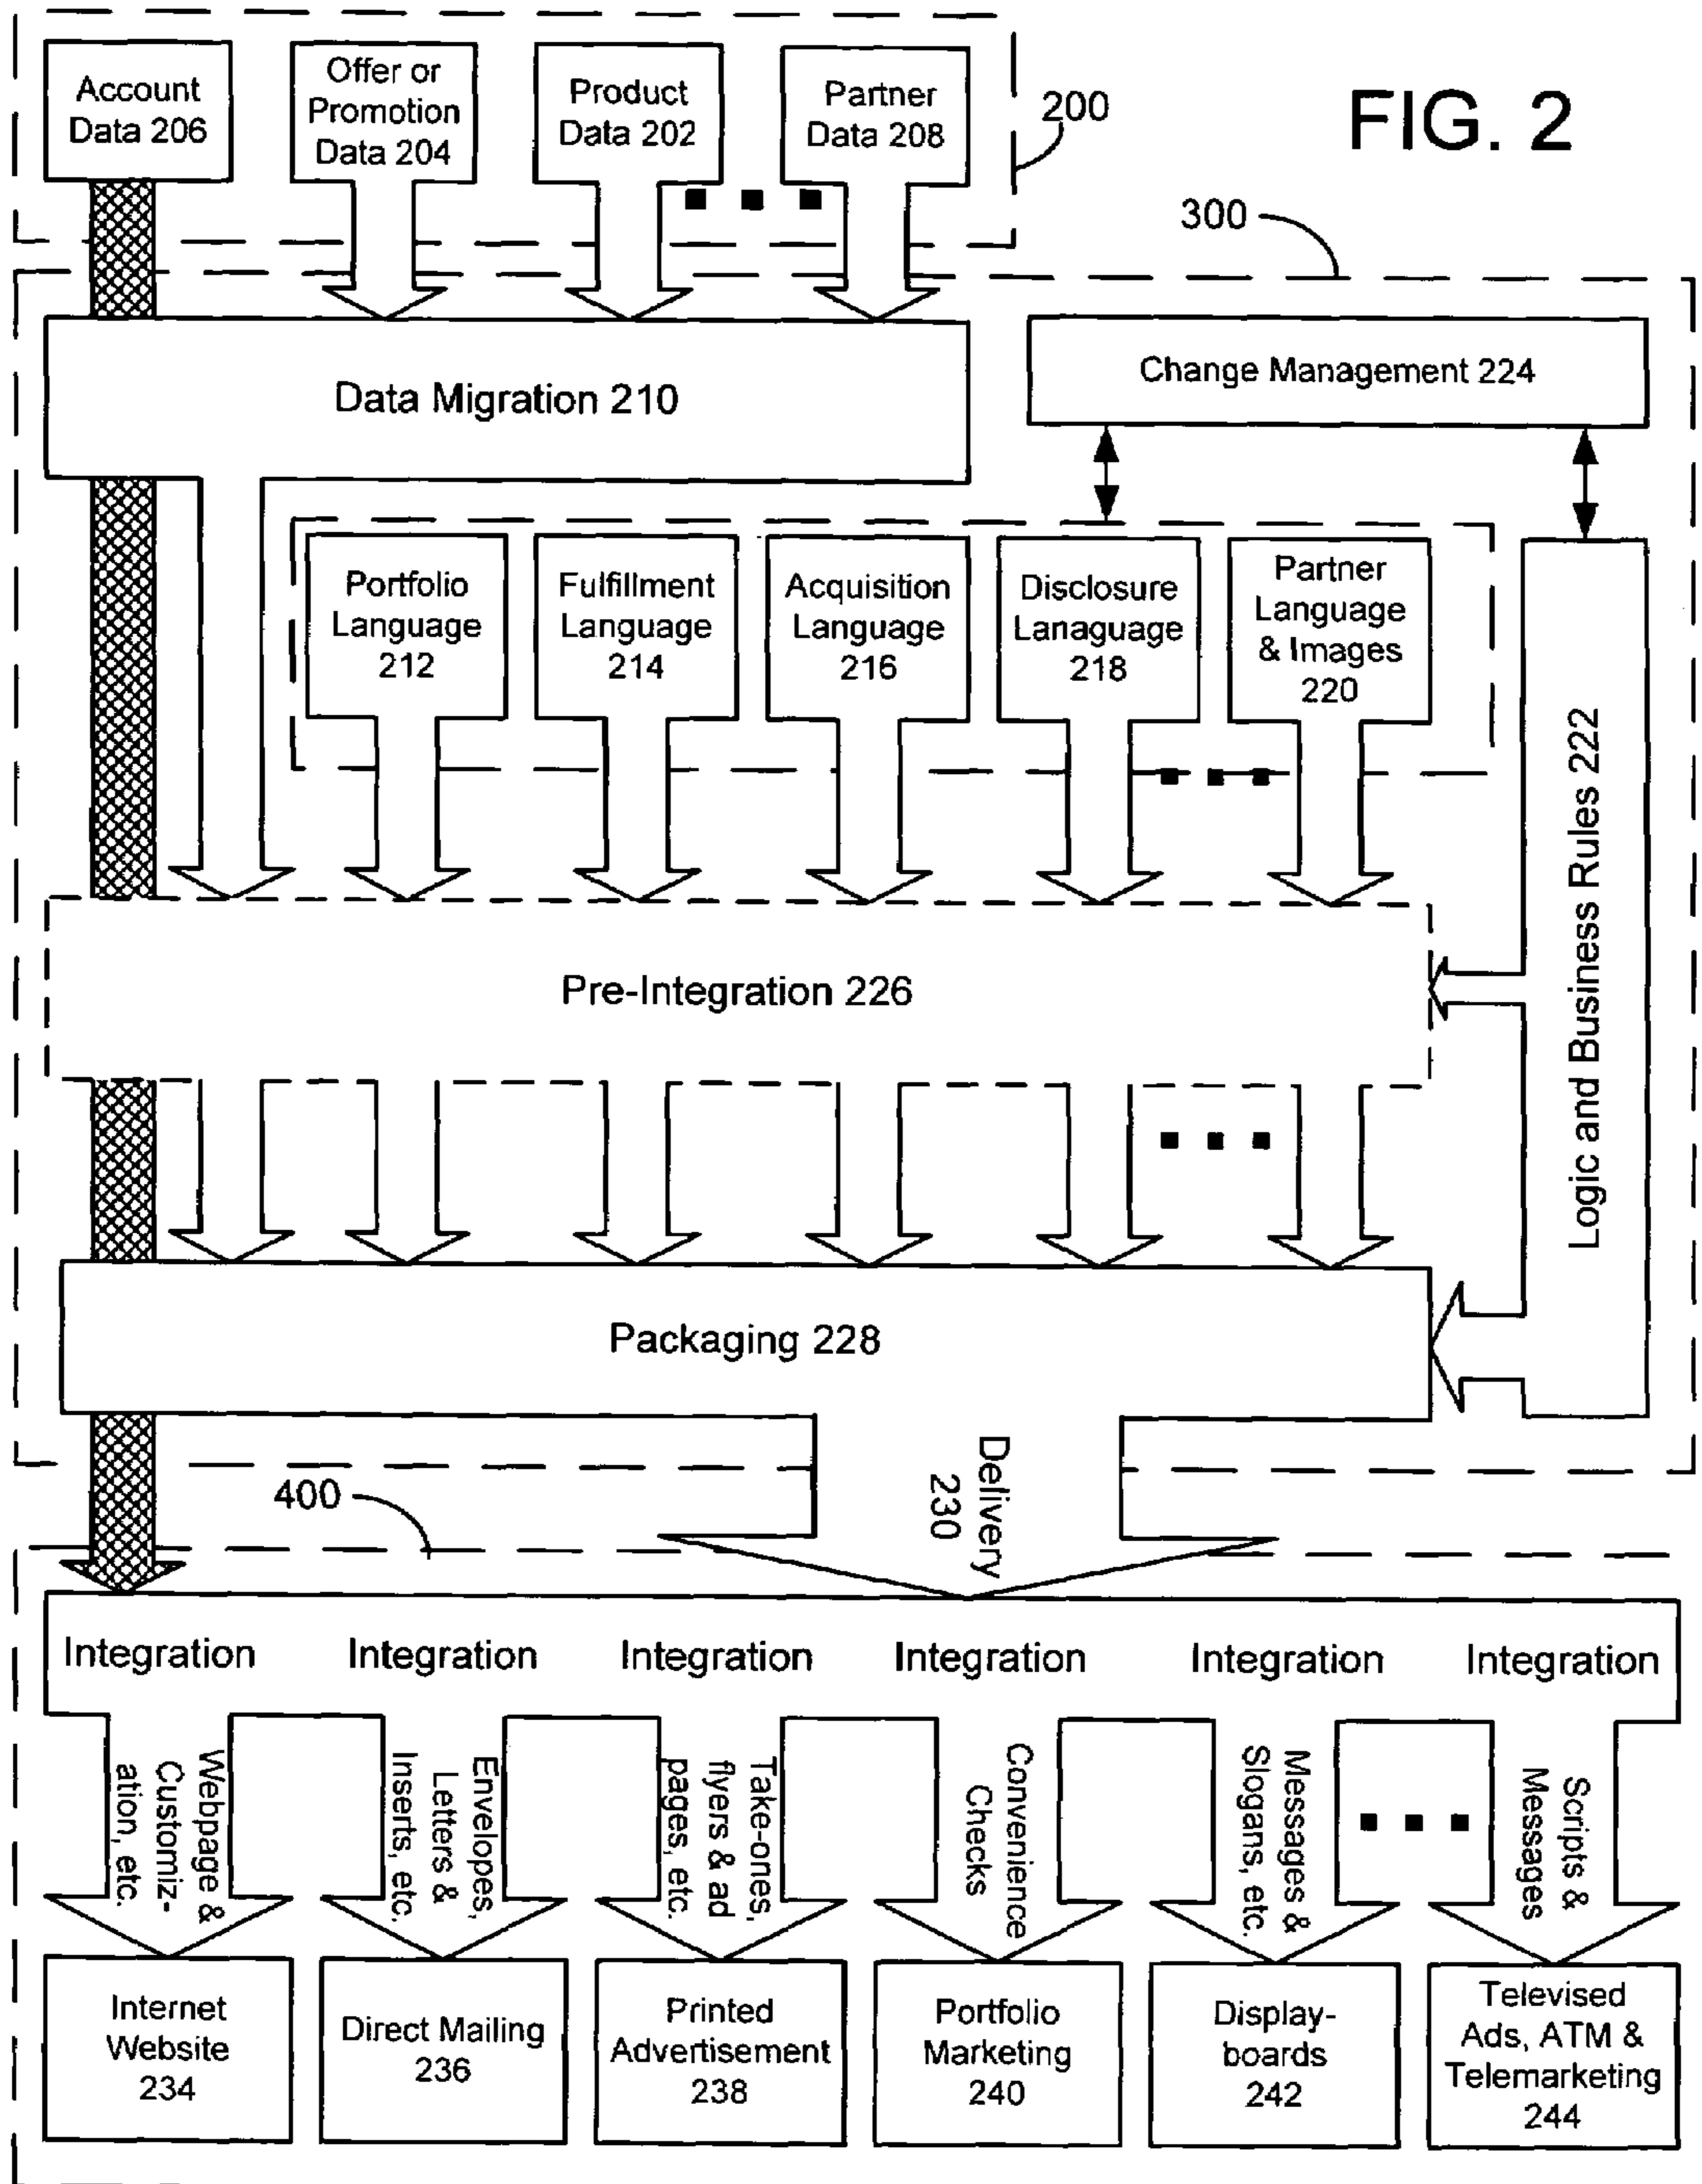 FIG. 2
Account
Data 206
Offer or
Promotion
Data 204
Product
Data 202
Partner
Data 208
200
300
Data Migration 210
Change Management 224
Portfolio
Language
212
Fulfillment
Language
214
Acquisition
Language
216
Disclosure
Lanaguage
218
Partner
Language
& Images
220
Logic and Business Rules 222
Pre-Integration 226
Packaging 228
Delivery
230
400
Integration
Integration
Integration
Integration
Integration
Integration
Webpage &
Customiz-
ation, etc.
Envelopes,
Letters &
Inserts, etc.
Take-ones,
flyers & ad
pages, etc.
Convenience
Checks
Messages &
Slogans, etc.
Scripts &
Messages
Internet
Website
234
Direct Mailing
236
Printed
Advertisement
238
Portfolio
Marketing
240
Display-
boards
242
Televised
Ads, ATM &
Telemarketing
244